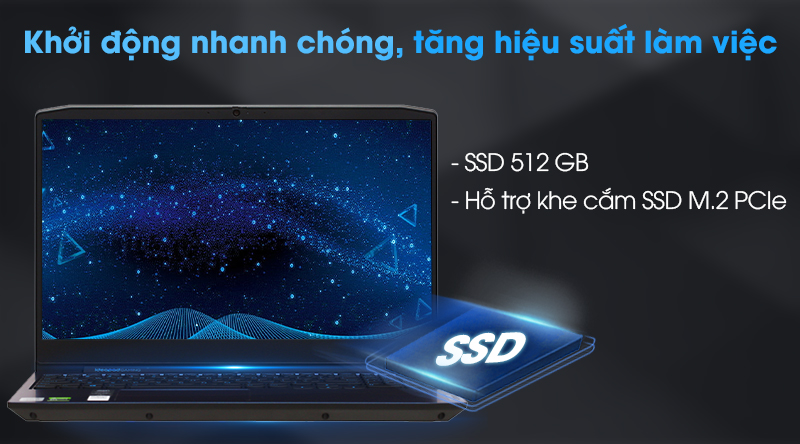 Khởi động nhanh chóng, tăng hiệu suất làm việc
- SSD 512 GB
- Hỗ trợ khe cắm SSD M.2 PCIe
SSD